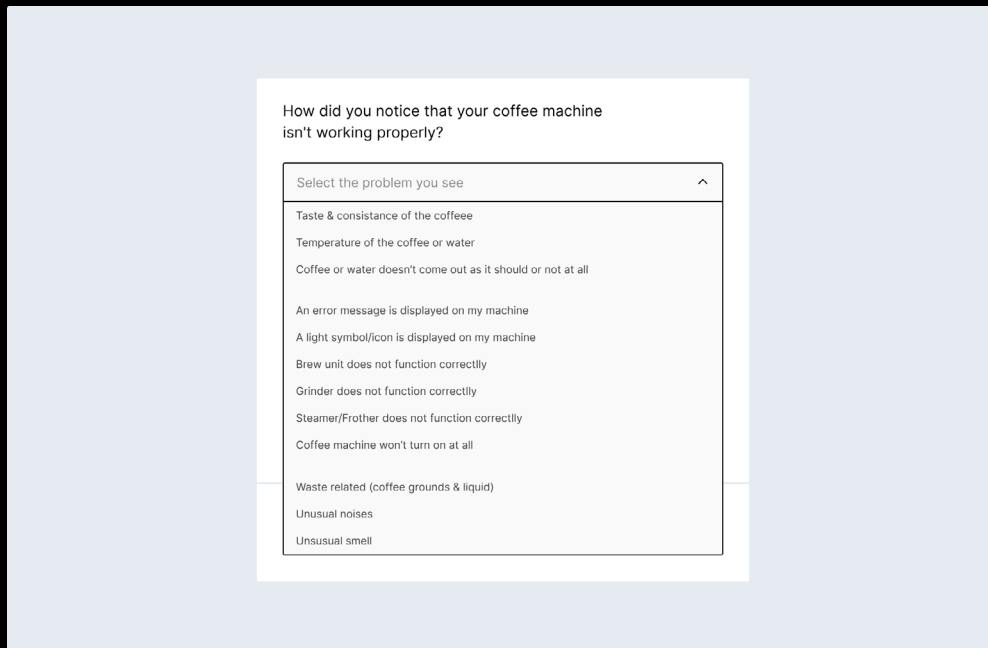 How did you notice that your coffee machine
isn't working properly?
Select the problem you see
Taste & consistance of the coffeee
Temperature of the coffee or water
Coffee or water doesn't come out as it should or not at all
An error message is displayed on my machine
A light symbol/icon is displayed on my machine
Brew unit does not function correctlly
Grinder does not function correctlly
Steamer/Frother does not function correctlly
Coffee machine won't turn on at all
Waste related (coffee grounds & liquid)
Unusual noises
Unsusual smell